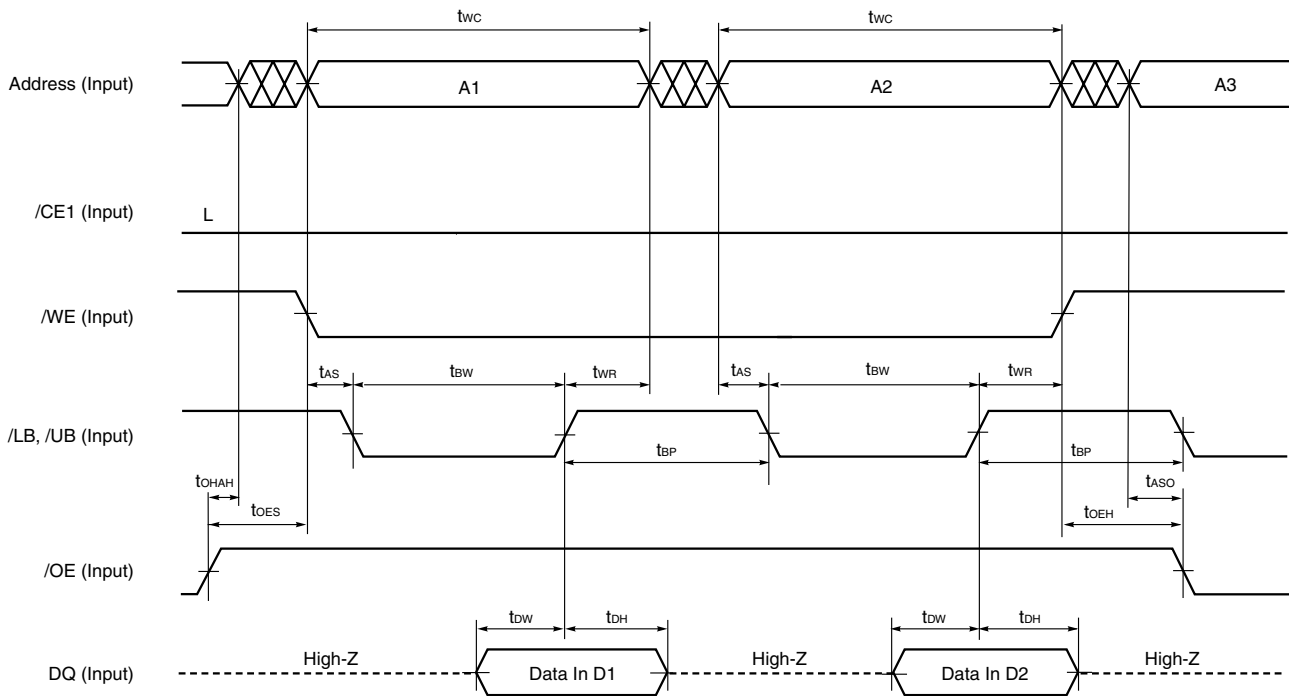 tWC tWC
Address (Input) A1 A2 A3
/CE1 (Input) L
/WE (Input)
tAS tBW tWR tAS tBW tWR
/LB, /UB (Input)
tBP tBP
tOHAH tASO
tOES tOEH
/OE (Input)
tDW tDH tDW tDH
DQ (Input) High-Z Data In D1 High-Z Data In D2 High-Z